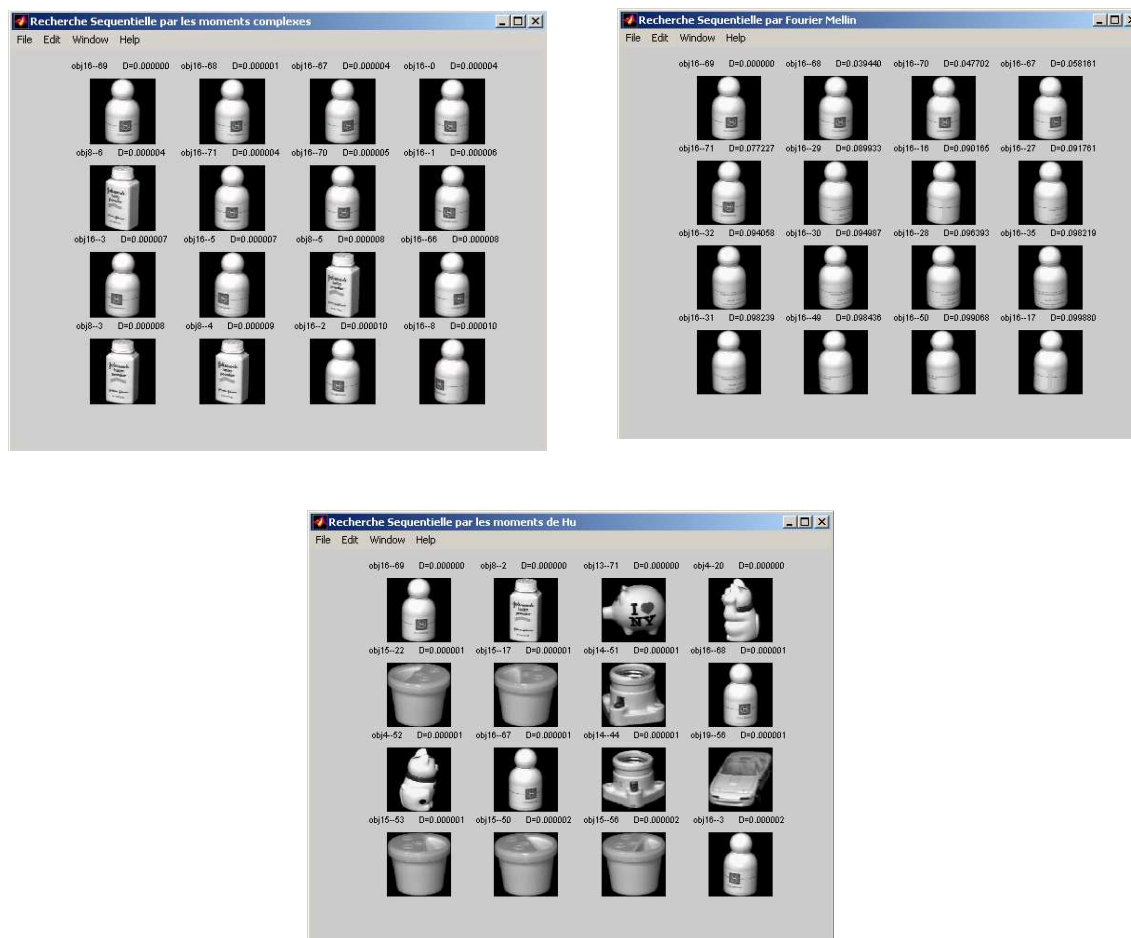 Recherche Sequentielle par les moments complexes
File Edit Window Help
obj16--69 D=0.000000 obj16--68 D=0.000001 obj16--67 D=0.000004 obj16--0 D=0.000004
obj8--6 D=0.000004 obj16--71 D=0.000004 obj16--70 D=0.000005 obj16--1 D=0.000006
obj16--3 D=0.000007 obj16--5 D=0.000007 obj8--5 D=0.000008 obj16--66 D=0.000008
obj8--3 D=0.000008 obj8--4 D=0.000009 obj16--2 D=0.000010 obj16--8 D=0.000010
Recherche Sequentielle par Fourier Mellin
File Edit Window Help
obj16--69 D=0.000000 obj16--68 D=0.039440 obj16--70 D=0.047702 obj16--67 D=0.058161
obj16--71 D=0.077227 obj16--29 D=0.089933 obj16--16 D=0.090165 obj16--27 D=0.091761
obj16--32 D=0.094058 obj16--30 D=0.094987 obj16--28 D=0.096393 obj16--35 D=0.098219
obj16--31 D=0.098239 obj16--49 D=0.098436 obj16--50 D=0.099068 obj16--17 D=0.099880
Recherche Sequentielle par les moments de Hu
File Edit Window Help
obj16--69 D=0.000000 obj8--2 D=0.000000 obj13--71 D=0.000000 obj4--20 D=0.000000
I
NY
obj15--22 D=0.000001 obj15--17 D=0.000001 obj14--51 D=0.000001 obj16--68 D=0.000001
obj4--52 D=0.000001 obj16--67 D=0.000001 obj14--44 D=0.000001 obj19--56 D=0.000001
obj15--53 D=0.000001 obj15--50 D=0.000002 obj15--56 D=0.000002 obj16--3 D=0.000002